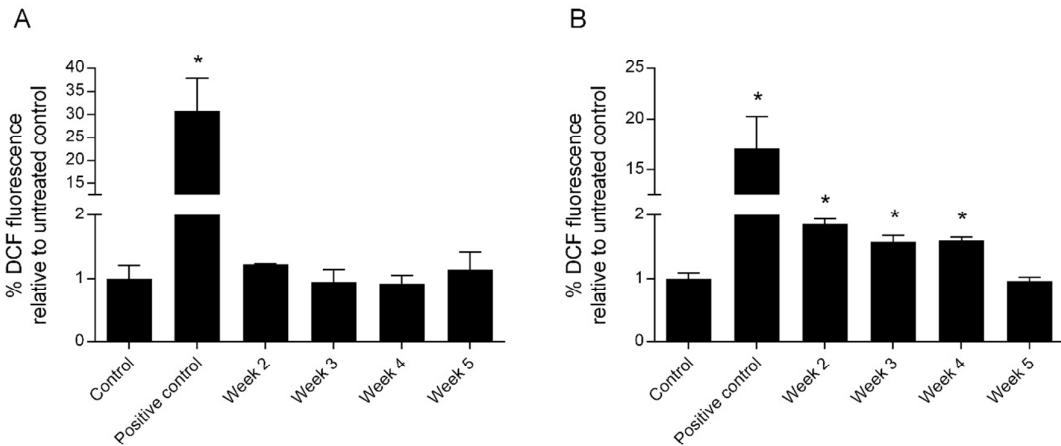 A
% DCF fluorescence
relative to untreated control
40
35
30
25
20
15
2
1
0
*
Control
Positive control
Week 2
Week 3
Week 4
Week 5
B
% DCF fluorescence
relative to untreated control
25
20
15
2
1
0
*
*
*
*
Control
Positive control
Week 2
Week 3
Week 4
Week 5